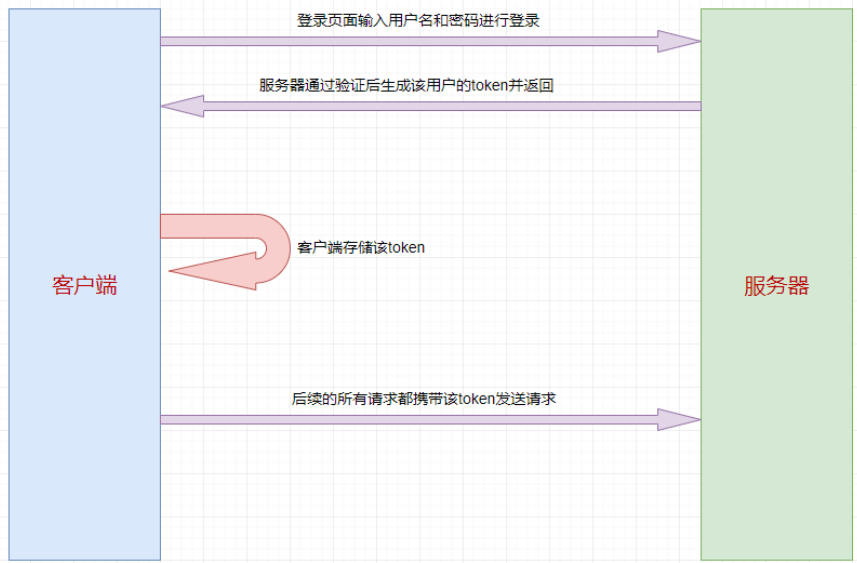 登录页面输入用户名和密码进行登录
服务器通过验证后生成该用户的token并返回
客户端存储该token
客户端
服务器
后续的所有请求都携带该token发送请求